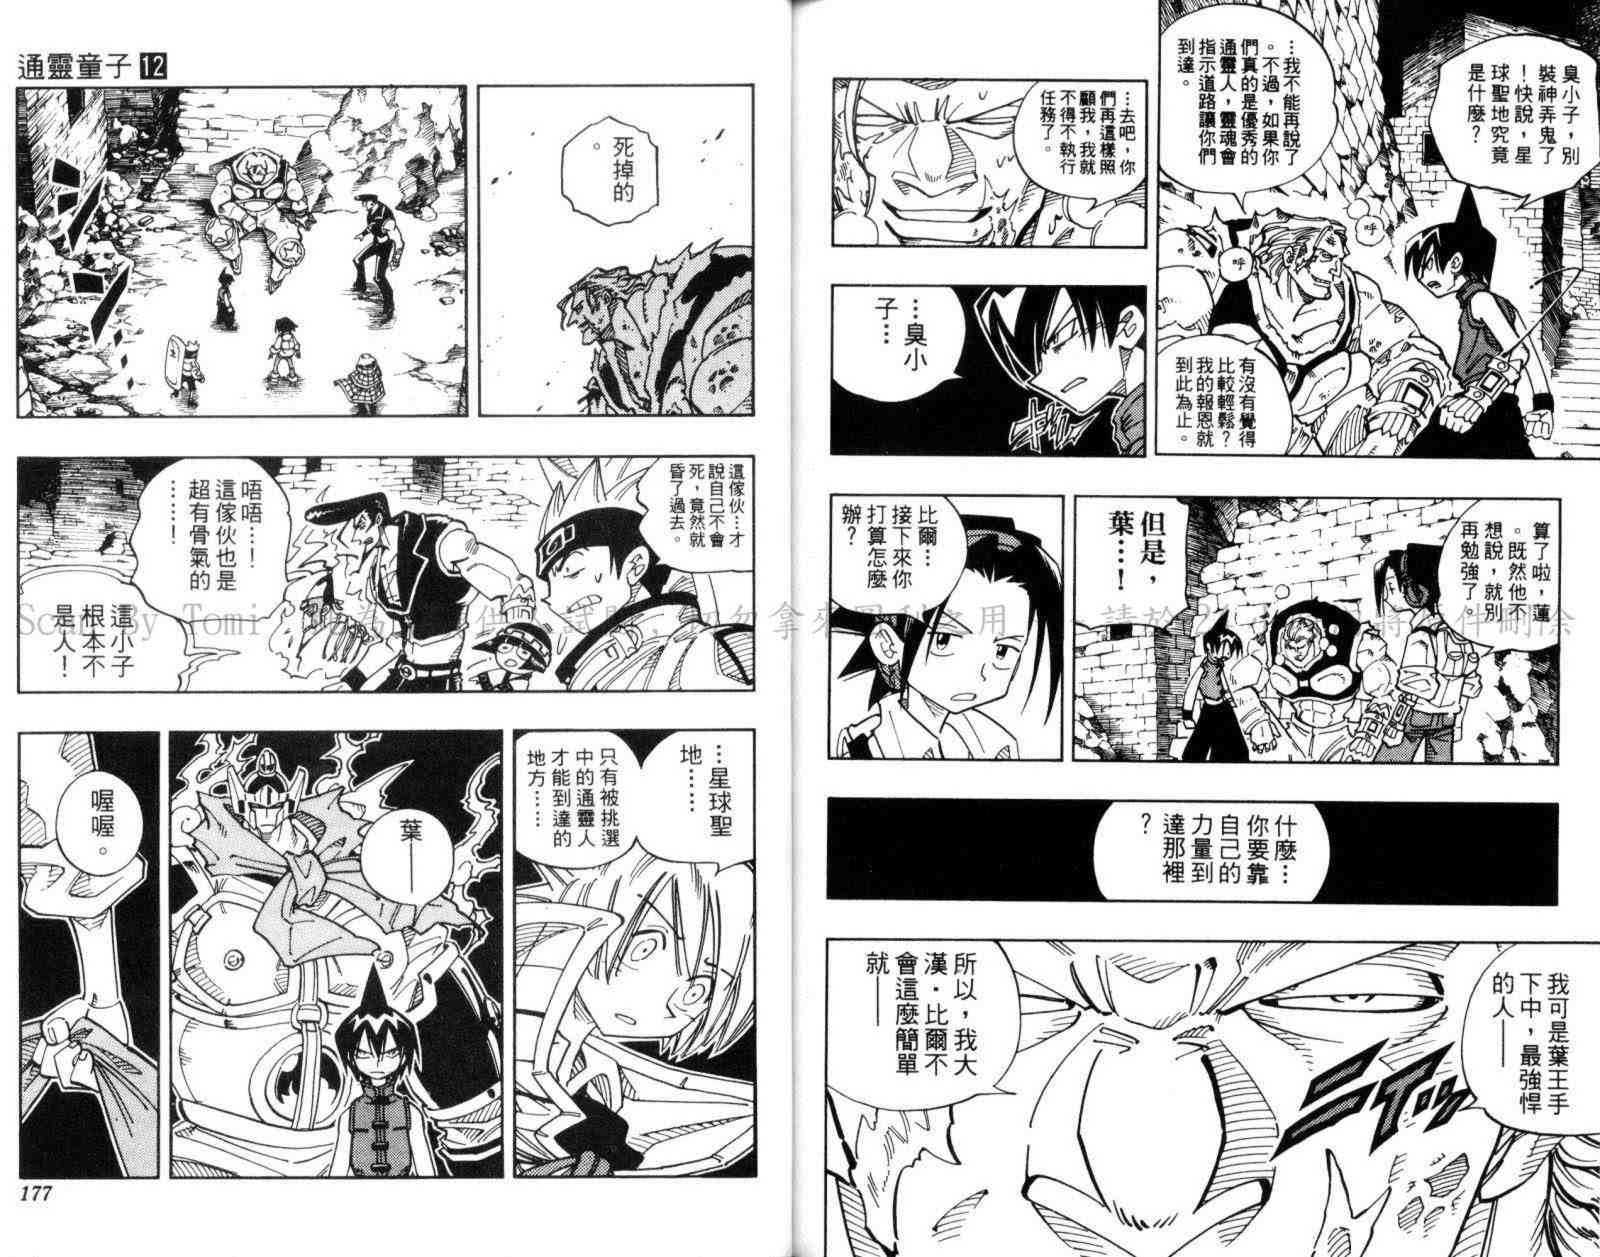 臭小子，別
裝神弄鬼了
！快說，星
球聖地究竟
是什麼？
…我不能再說了
。不過，如果你
們真的是優秀的
通靈人，靈魂會
指示道路讓你們
到達。
呼
呼
有沒有覺得
比較輕鬆？
我的報恩就
到此為止。
…去吧，你
們再這樣照
顧我，我就
不得不執行
任務了。
…臭小
子…
算了啦，蓮
。既然他不
想說，就別
再勉強了。
但是，
葉…！
比爾…
接下來你
打算怎麼
辦？
什麼…
你要靠
自己的
力量到
達那裡
？
我可是葉王手
下中，最強悍
的人——
所以，我大
漢·比爾不
會這麼簡單
就——
通靈童子 12
死掉的
。
這傢伙…才
說自己不會
死，竟然就
昏了過去。
唔唔…！
這傢伙也是
超有骨氣的
……！
這小子
根本不
是人！
…星球聖
地……
只有被挑選
中的通靈人
才能到達的
地方……
葉——
喔喔。
177
Scan By Tomi